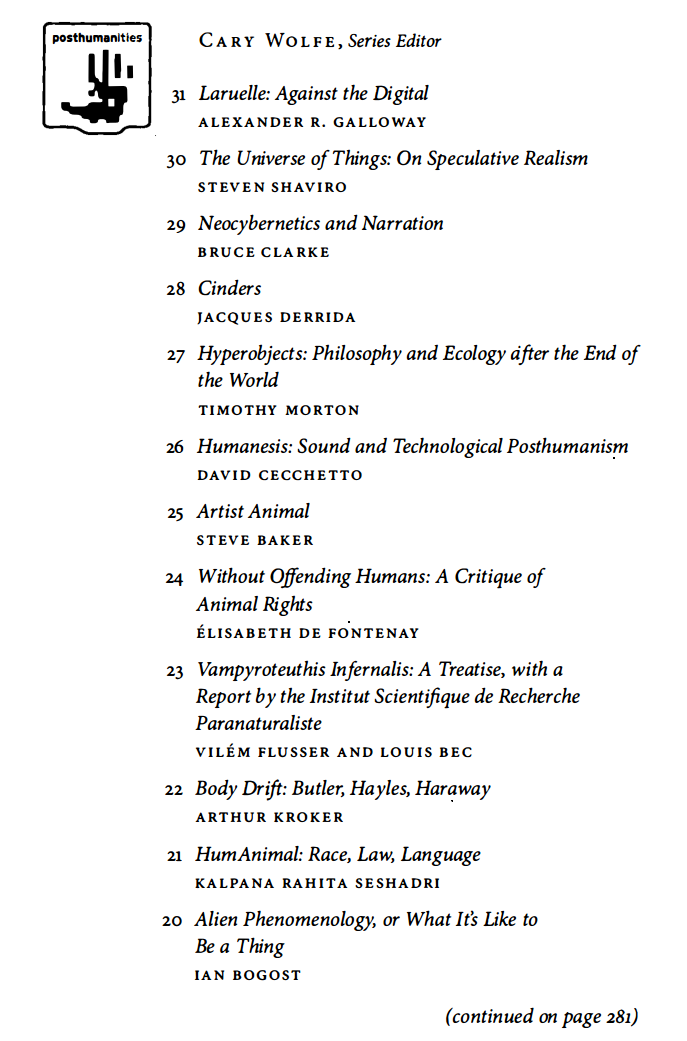 posthumanities
CARY WOLFE, Series Editor
31 Laruelle: Against the Digital
ALEXANDER R. GALLOWAY
30 The Universe of Things: On Speculative Realism
STEVEN SHAVIRO
29 Neocybernetics and Narration
BRUCE CLARKE
28 Cinders
JACQUES DERRIDA
27 Hyperobjects: Philosophy and Ecology after the End of
the World
TIMOTHY MORTON
26 Humanesis: Sound and Technological Posthumanism
DAVID CECCHETTO
25 Artist Animal
STEVE BAKER
24 Without Offending Humans: A Critique of
Animal Rights
ÉLISABETH DE FONTENAY
23 Vampyroteuthis Infernalis: A Treatise, with a
Report by the Institut Scientifique de Recherche
Paranaturaliste
VILÉM FLUSSER AND LOUIS BEC
22 Body Drift: Butler, Hayles, Haraway
ARTHUR KROKER
21 HumAnimal: Race, Law, Language
KALPANA RAHITA SESHADRI
20 Alien Phenomenology, or What It's Like to
Be a Thing
IAN BOGOST
(continued on page 281)